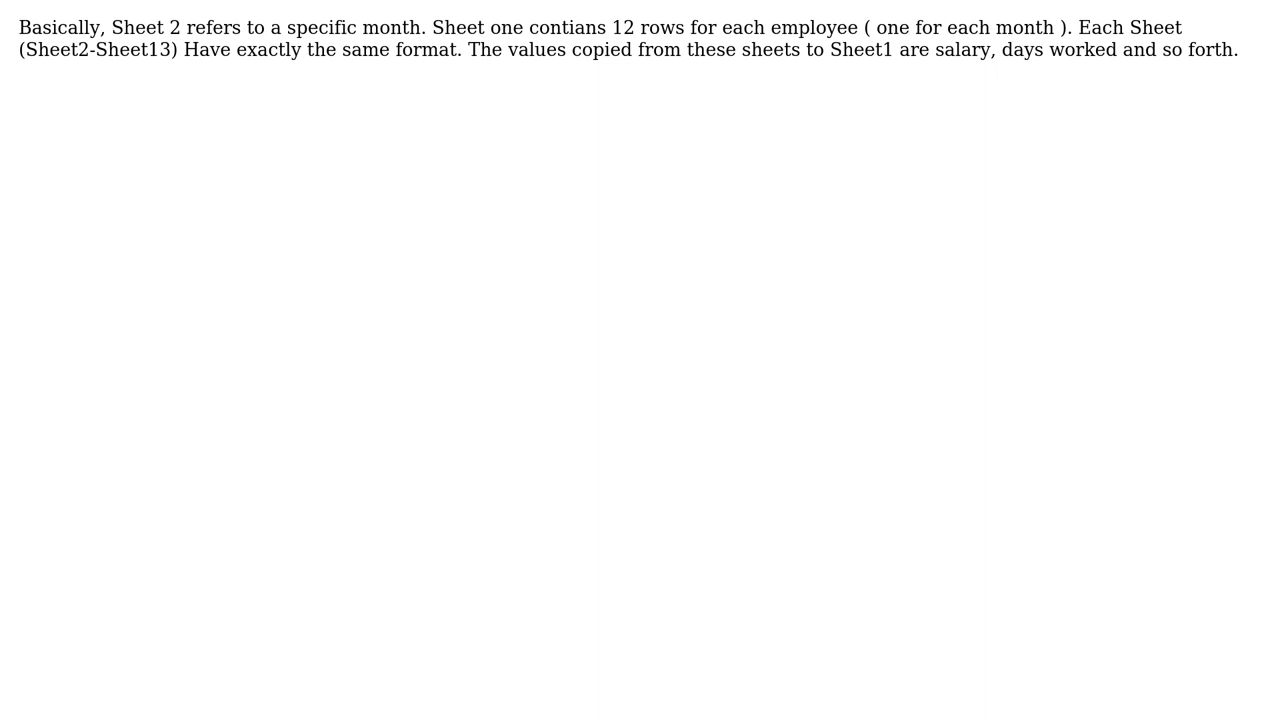 Basically, Sheet 2 refers to a specific month. Sheet one contians 12 rows for each employee ( one for each month ). Each Sheet
(Sheet2-Sheet13) Have exactly the same format. The values copied from these sheets to Sheet1 are salary, days worked and so forth.